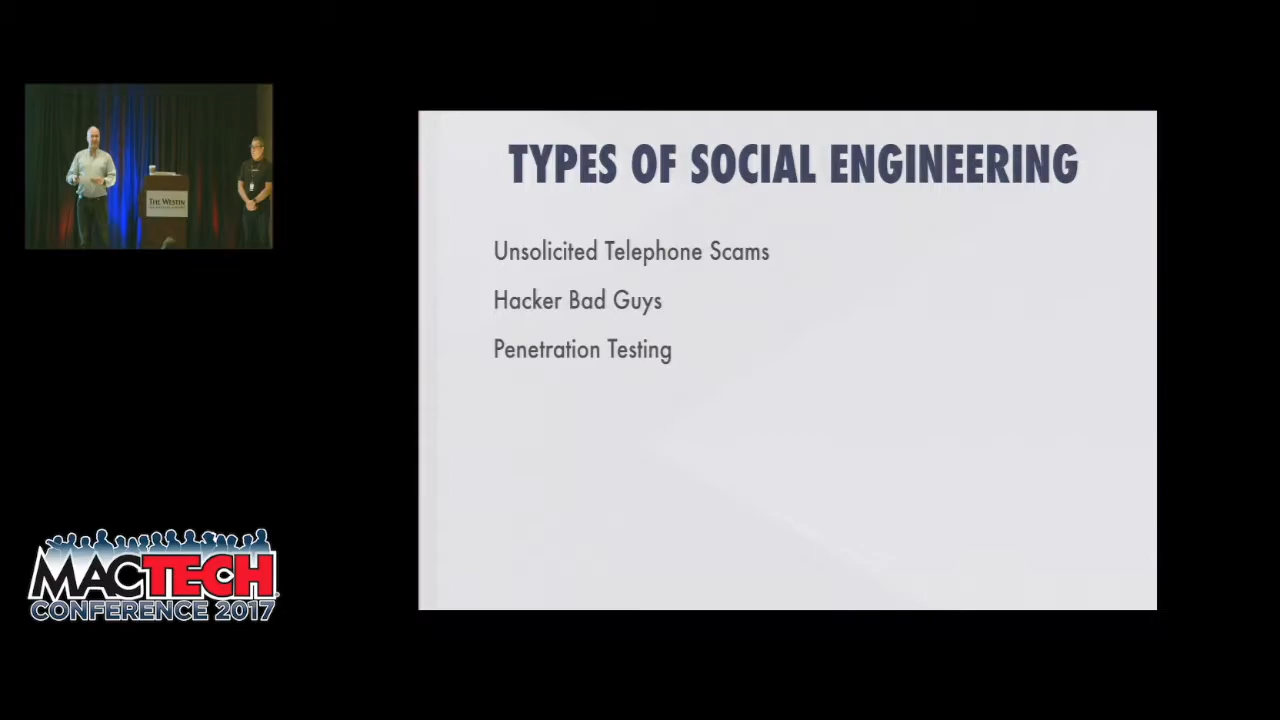 TYPES OF SOCIAL ENGINEERING
Unsolicited Telephone Scams
Hacker Bad Guys
Penetration Testing
THE WESTIN
MACTECH
CONFERENCE 2017